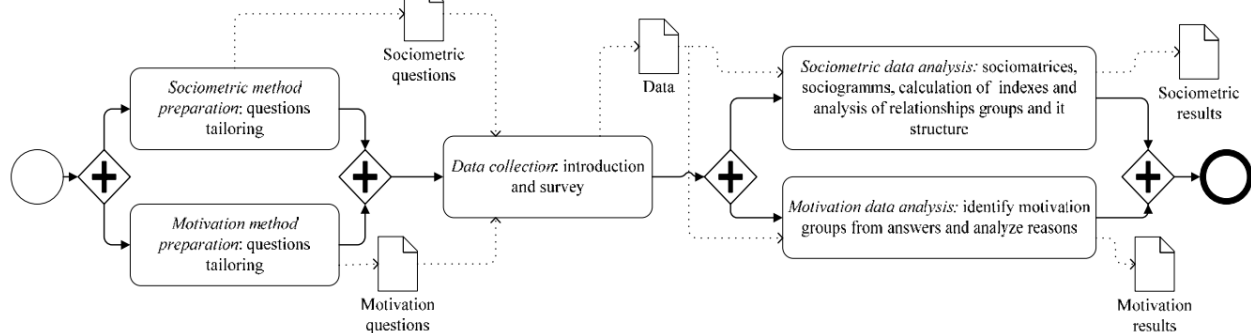 Sociometric
questions
Sociometric method
preparation: questions
tailoring
Motivation method
preparation: questions
tailoring
Motivation
questions
Data collection: introduction
and survey
Data
Sociometric data analysis: sociomatrices,
sociogramms, calculation of indexes and
analysis of relationships groups and it
structure
Motivation data analysis: identify motivation
groups from answers and analyze reasons
Sociometric
results
Motivation
results